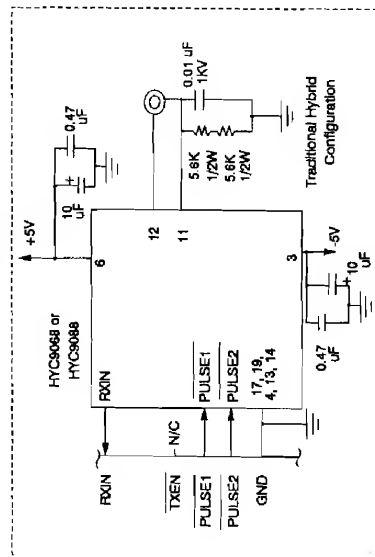 +5V
0.47
uF
10
uF
+
HYC9068 or
HYC9088
6
RXIN
RXIN
N/C
TXEN
PULSE1
PULSE1
PULSE2
PULSE2
GND
17, 19,
4, 13, 14
12
11
3
0.01 uF
1KV
5.6K
1/2W
5.6K
1/2W
-5V
+
10
uF
0.47
uF
Traditional Hybrid
Configuration